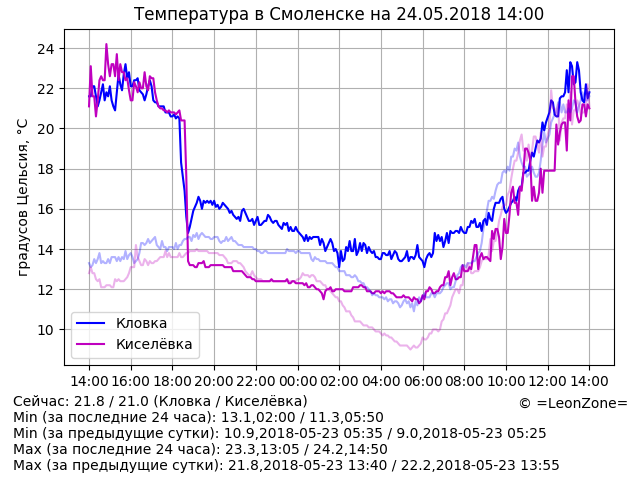 Температура в Смоленске на 24.05.2018 14:00
градусов Цельсия, °C
24
22
20
18
16
14
12
10
Кловка
Киселёвка
14:00 16:00 18:00 20:00 22:00 00:00 02:00 04:00 06:00 08:00 10:00 12:00 14:00
Сейчас: 21.8 / 21.0 (Кловка / Киселёвка)
© =LeonZone=
Min (за последние 24 часа): 13.1,02:00 / 11.3,05:50
Min (за предыдущие сутки): 10.9,2018-05-23 05:35 / 9.0,2018-05-23 05:25
Max (за последние 24 часа): 23.3,13:05 / 24.2,14:50
Max (за предыдущие сутки): 21.8,2018-05-23 13:40 / 22.2,2018-05-23 13:55